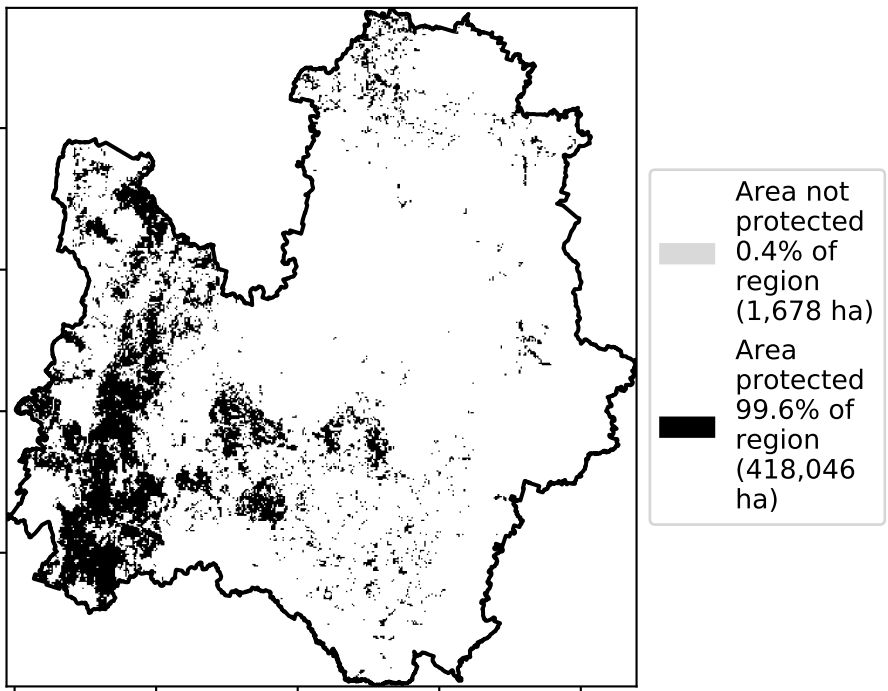 Area not
protected
0.4% of
region
(1,678 ha)
Area
protected
99.6% of
region
(418,046
ha)